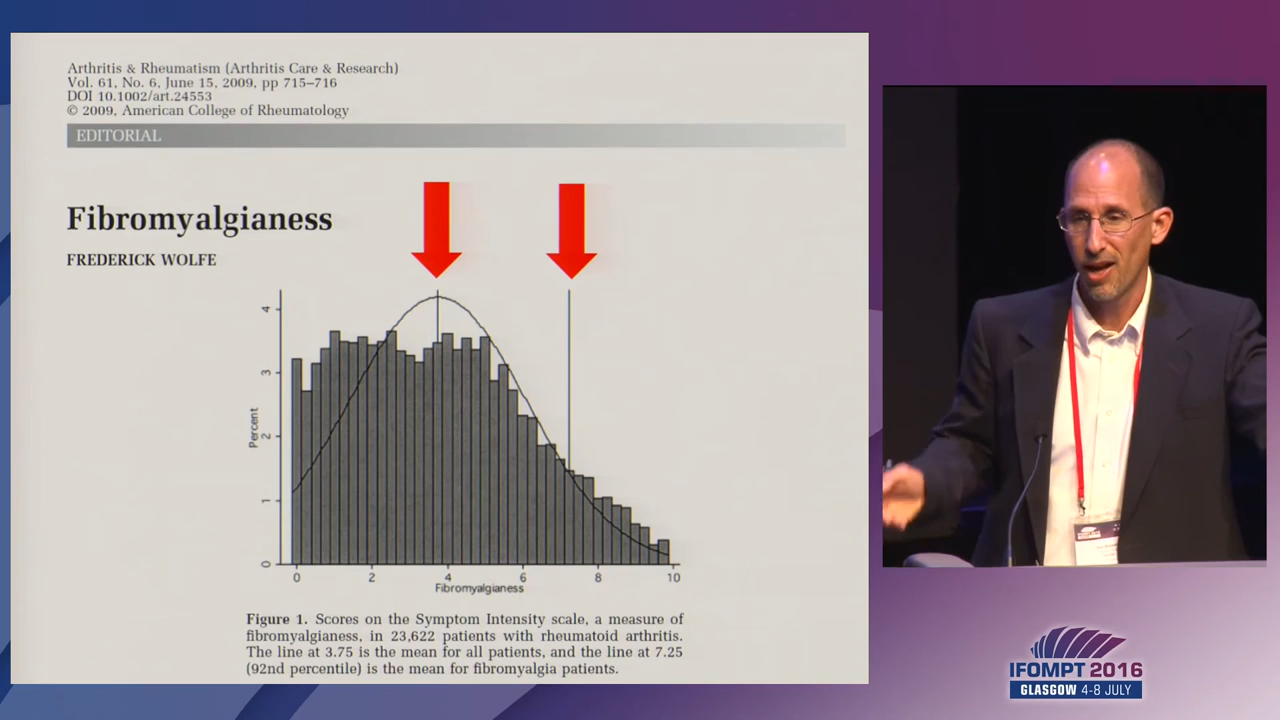 Arthritis & Rheumatism (Arthritis Care & Research)
Vol. 61, No. 6, June 15, 2009, pp 715–716
DOI 10.1002/art.24553
© 2009, American College of Rheumatology
EDITORIAL
Fibromyalgianess
FREDERICK WOLFE
Percent
4
3
2
1
0
0 2 4 6 8 10
Fibromyalgianess
Figure 1. Scores on the Symptom Intensity scale, a measure of
fibromyalgianess, in 23,622 patients with rheumatoid arthritis.
The line at 3.75 is the mean for all patients, and the line at 7.25
(92nd percentile) is the mean for fibromyalgia patients.
IFOMPT 2016
GLASGOW 4-8 JULY